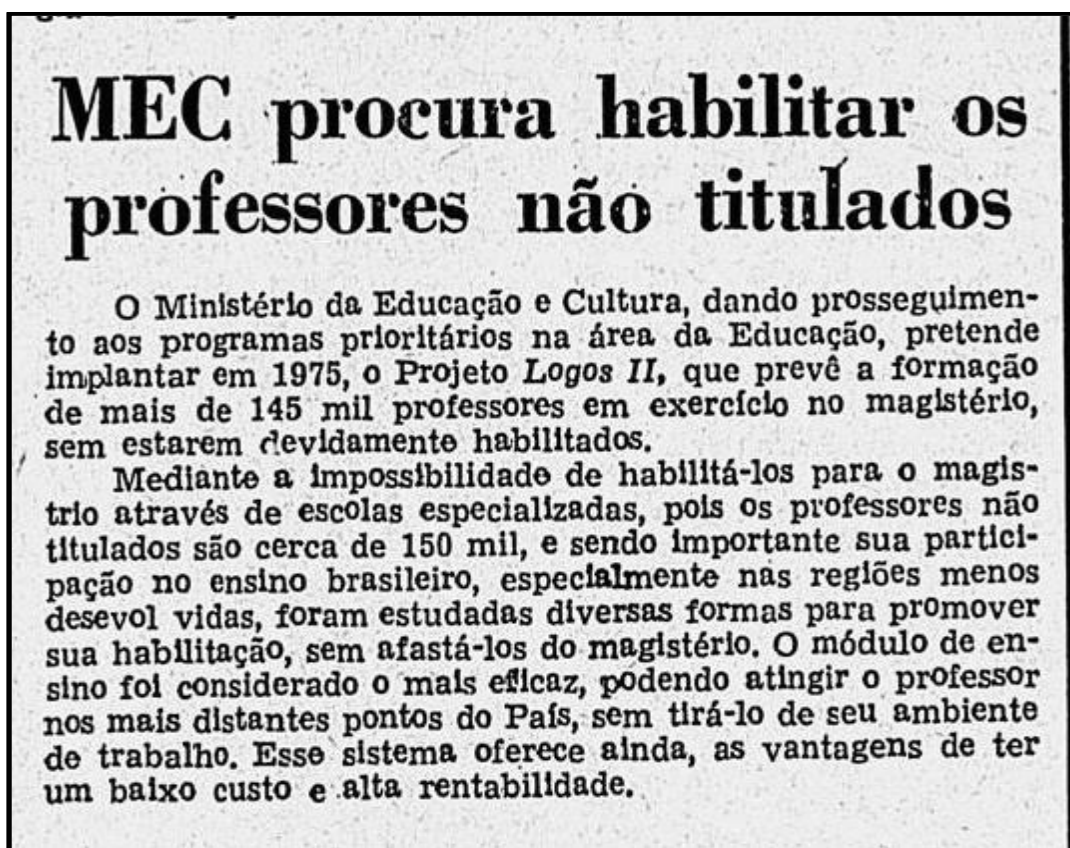 MEC procura habilitar os
professores não titulados
O Ministério da Educação e Cultura, dando prosseguimen-
to aos programas prioritários na área da Educação, pretende
implantar em 1975, o Projeto Logos II, que prevê a formação
de mais de 145 mil professores em exercício no magistério,
sem estarem devidamente habilitados.
Mediante a impossibilidade de habilitá-los para o magis-
trio através de escolas especializadas, pois os professores não
titulados são cerca de 150 mil, e sendo importante sua partici-
pação no ensino brasileiro, especialmente nas regiões menos
desevol vidas, foram estudadas diversas formas para promover
sua habilitação, sem afastá-los do magistério. O módulo de en-
sino foi considerado o mais eficaz, podendo atingir o professor
nos mais distantes pontos do País, sem tirá-lo de seu ambiente
de trabalho. Esse sistema oferece ainda, as vantagens de ter
um baixo custo e alta rentabilidade.